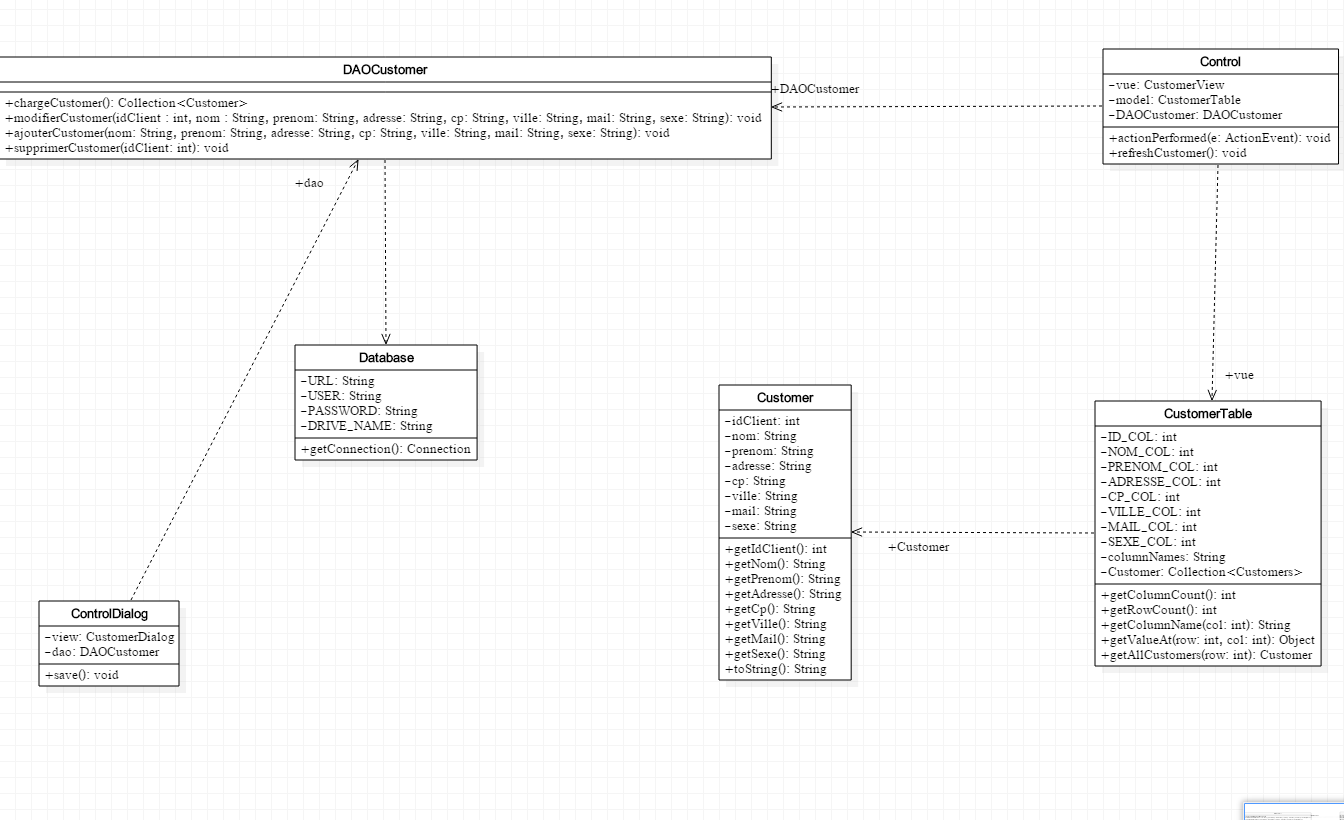 DAOCustomer
+chargeCustomer(): Collection<Customer>
+modifierCustomer(idClient : int, nom : String, prenom: String, adresse: String, cp: String, ville: String, mail: String, sexe: String): void
+ajouterCustomer(nom: String, prenom: String, adresse: String, cp: String, ville: String, mail: String, sexe: String): void
+supprimerCustomer(idClient: int): void
+DAOCustomer
Control
-vue: CustomerView
-model: CustomerTable
-DAOCustomer: DAOCustomer
+actionPerformed(e: ActionEvent): void
+refreshCustomer(): void
+dao
Database
-URL: String
-USER: String
-PASSWORD: String
-DRIVE_NAME: String
+getConnection(): Connection
Customer
-idClient: int
-nom: String
-prenom: String
-adresse: String
-cp: String
-ville: String
-mail: String
-sexe: String
+getIdClient(): int
+getNom(): String
+getPrenom(): String
+getAdresse(): String
+getCp(): String
+getVille(): String
+getMail(): String
+getSexe(): String
+toString(): String
+Customer
+vue
CustomerTable
-ID_COL: int
-NOM_COL: int
-PRENOM_COL: int
-ADRESSE_COL: int
-CP_COL: int
-VILLE_COL: int
-MAIL_COL: int
-SEXE_COL: int
-columnNames: String
-Customer: Collection<Customers>
+getColumnCount(): int
+getRowCount(): int
+getColumnName(col: int): String
+getValueAt(row: int, col: int): Object
+getAllCustomers(row: int): Customer
ControlDialog
-view: CustomerDialog
-dao: DAOCustomer
+save(): void